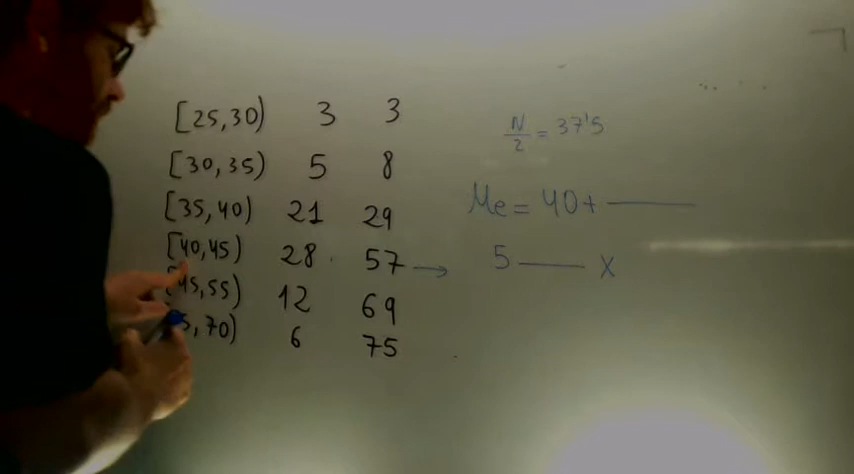 [25,30) 3 3
[30,35) 5 8
[35,40) 21 29
[40,45) 28 57 →
45,55) 12 69
5,70) 6 75
N/2 = 37'5
Me = 40 + ———
5 ——— x